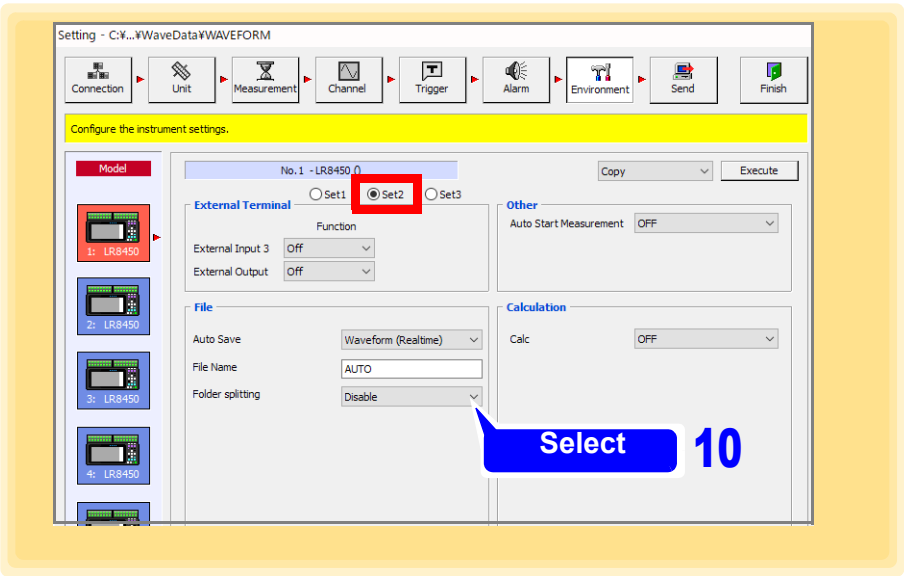 Setting - C:¥...¥WaveData¥WAVEFORM
Connection Unit Measurement Channel Trigger Alarm Environment Send Finish
Configure the instrument settings.
Model
No.1 - LR8450 ()
Copy
Execute
Set1 Set2 Set3
External Terminal
Function
External Input 3 Off
External Output Off
Other
Auto Start Measurement OFF
1: LR8450
2: LR8450
3: LR8450
4: LR8450
File
Auto Save Waveform (Realtime)
File Name AUTO
Folder splitting Disable
Calculation
Calc OFF
Select 10